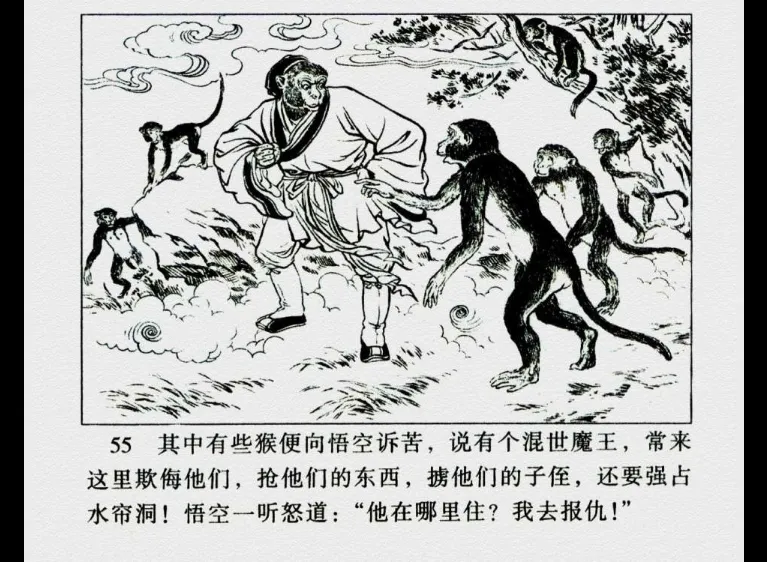 55 其中有些猴便向悟空诉苦，说有个混世魔王，常来
这里欺侮他们，抢他们的东西，掳他们的子侄，还要强占
水帘洞！悟空一听怒道：“他在哪里住？我去报仇！”